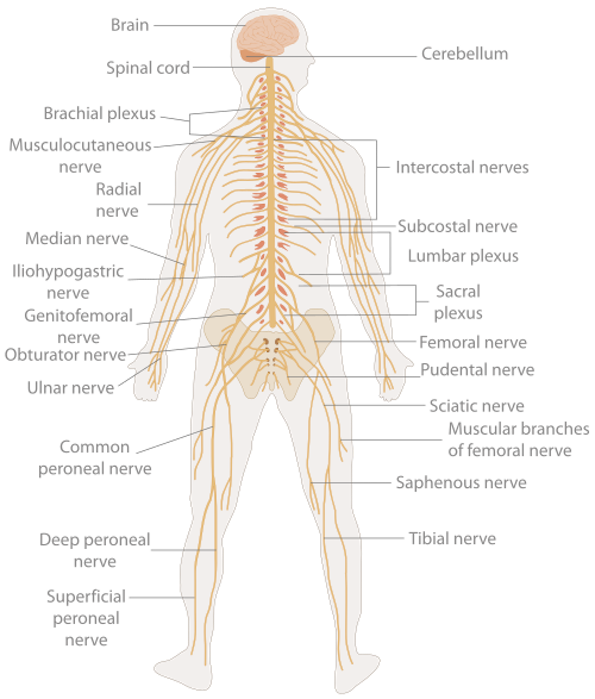 Brain
Cerebellum
Spinal cord
Brachial plexus
Musculocutaneous
nerve
Intercostal nerves
Radial
nerve
Subcostal nerve
Median nerve
Lumbar plexus
Iliohypogastric
nerve
Sacral
plexus
Genitofemoral
nerve
Femoral nerve
Obturator nerve
Pudental nerve
Ulnar nerve
Sciatic nerve
Muscular branches
of femoral nerve
Common
peroneal nerve
Saphenous nerve
Deep peroneal
nerve
Tibial nerve
Superficial
peroneal
nerve